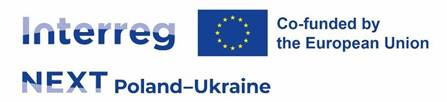 Interreg
Co-funded by
the European Union
NEXT Poland–Ukraine